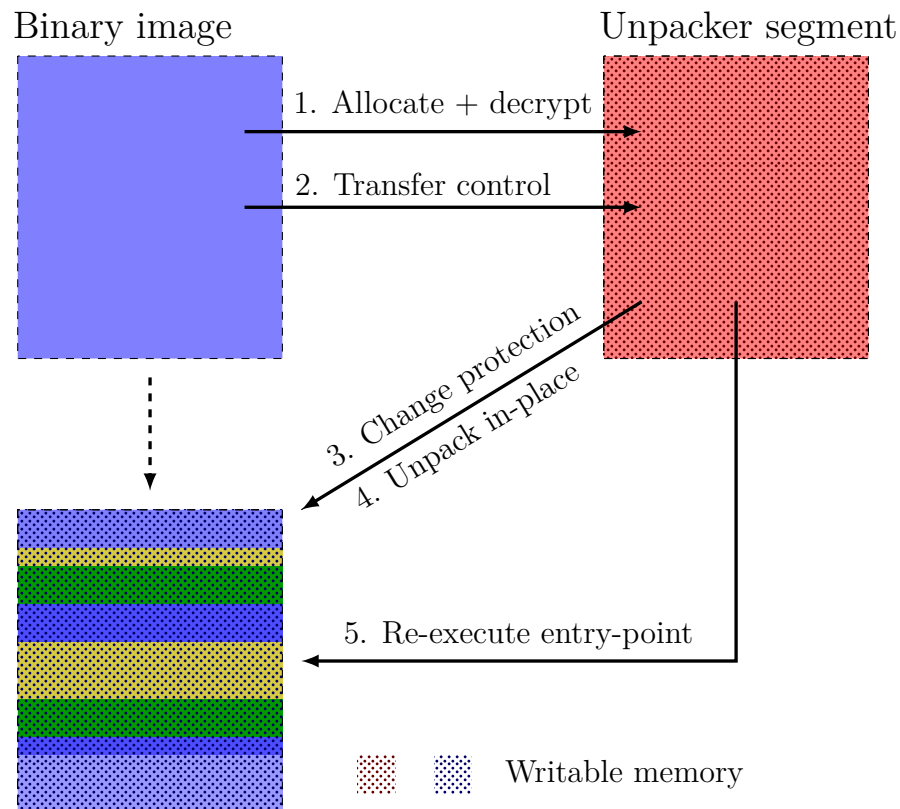 Binary image
Unpacker segment
1. Allocate + decrypt
2. Transfer control
3. Change protection
4. Unpack in-place
5. Re-execute entry-point
Writable memory